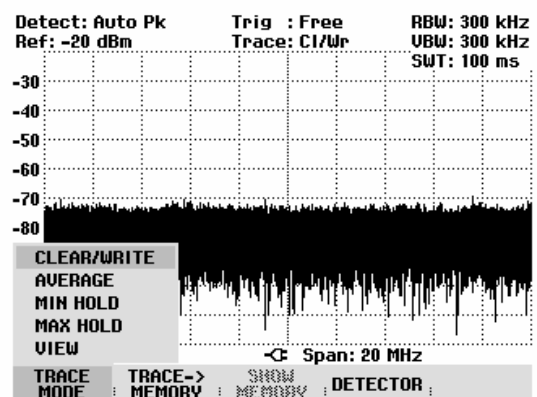 Detect: Auto Pk Trig : Free RBW: 300 kHz
Ref: -20 dBm Trace: Cl/Wr VBW: 300 kHz
SWT: 100 ms
-30
-40
-50
-60
-70
-80
CLEAR/WRITE
AVERAGE
MIN HOLD
MAX HOLD
VIEW
Span: 20 MHz
TRACE MODE
TRACE-> MEMORY
SHOW MEMORY
DETECTOR